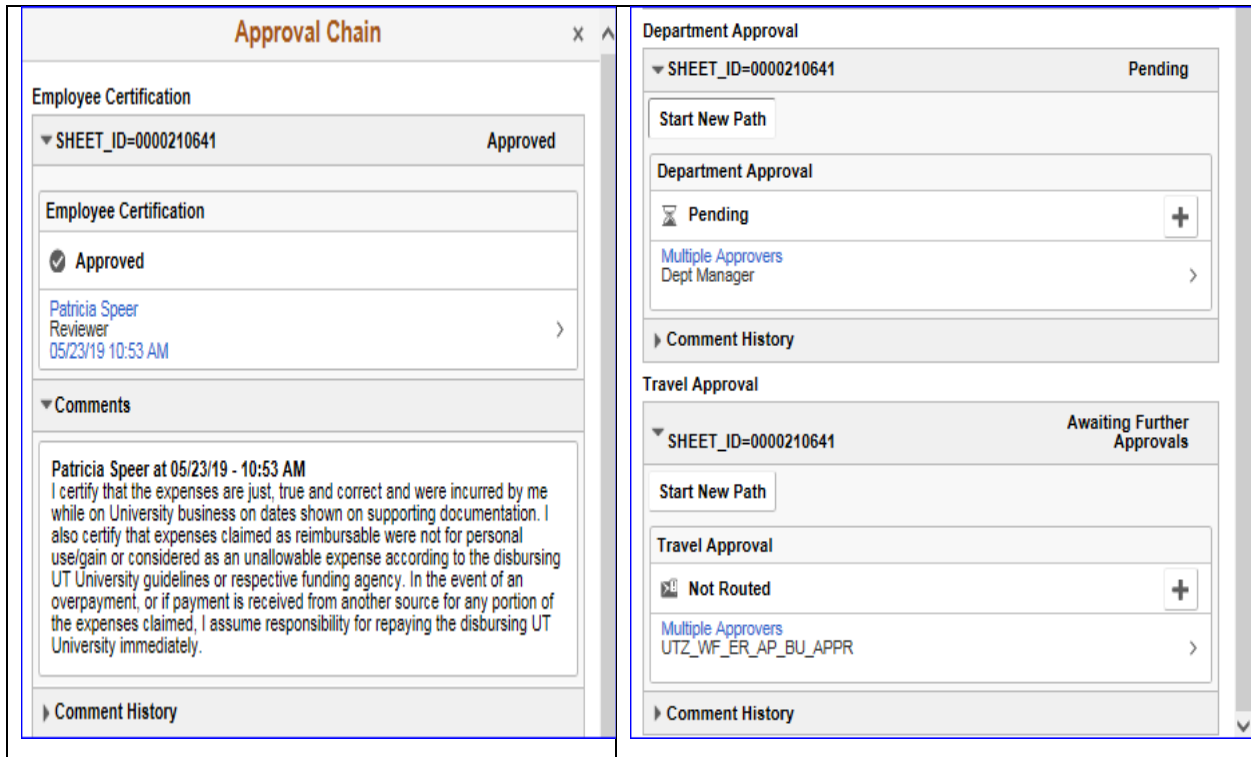 Approval Chain
Employee Certification
SHEET_ID=0000210641 Approved
Employee Certification
Approved
Patricia Speer
Reviewer
05/23/19 10:53 AM
Comments
Patricia Speer at 05/23/19 - 10:53 AM
I certify that the expenses are just, true and correct and were incurred by me
while on University business on dates shown on supporting documentation. I
also certify that expenses claimed as reimbursable were not for personal
use/gain or considered as an unallowable expense according to the disbursing
UT University guidelines or respective funding agency. In the event of an
overpayment, or if payment is received from another source for any portion of
the expenses claimed, I assume responsibility for repaying the disbursing UT
University immediately.
Comment History
Department Approval
SHEET_ID=0000210641 Pending
Start New Path
Department Approval
Pending
Multiple Approvers
Dept Manager
Comment History
Travel Approval
SHEET_ID=0000210641 Awaiting Further
Approvals
Start New Path
Travel Approval
Not Routed
Multiple Approvers
UTZ_WF_ER_AP_BU_APPR
Comment History